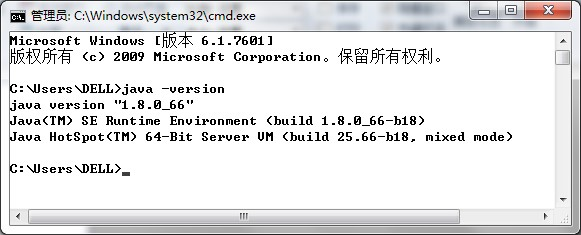 管理员: C:\Windows\system32\cmd.exe
Microsoft Windows [版本 6.1.7601]
版权所有 (c) 2009 Microsoft Corporation。保留所有权利。
C:\Users\DELL>java -version
java version "1.8.0_66"
Java(TM) SE Runtime Environment (build 1.8.0_66-b18)
Java HotSpot(TM) 64-Bit Server VM (build 25.66-b18, mixed mode)
C:\Users\DELL>